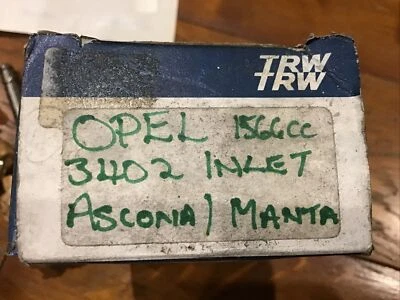 TRW
TRW
OPEL 1566CC
3402 INLET
ASCONA / MANTA